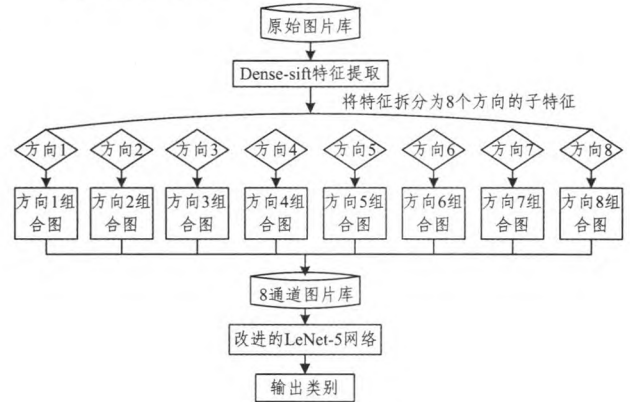 原始图片库
Dense-sift特征提取
将特征拆分为8个方向的子特征
方向1 方向2 方向3 方向4 方向5 方向6 方向7 方向8
方向1组 方向2组 方向3组 方向4组 方向5组 方向6组 方向7组 方向8组
合图 合图 合图 合图 合图 合图 合图 合图
8通道图片库
改进的LeNet-5网络
输出类别